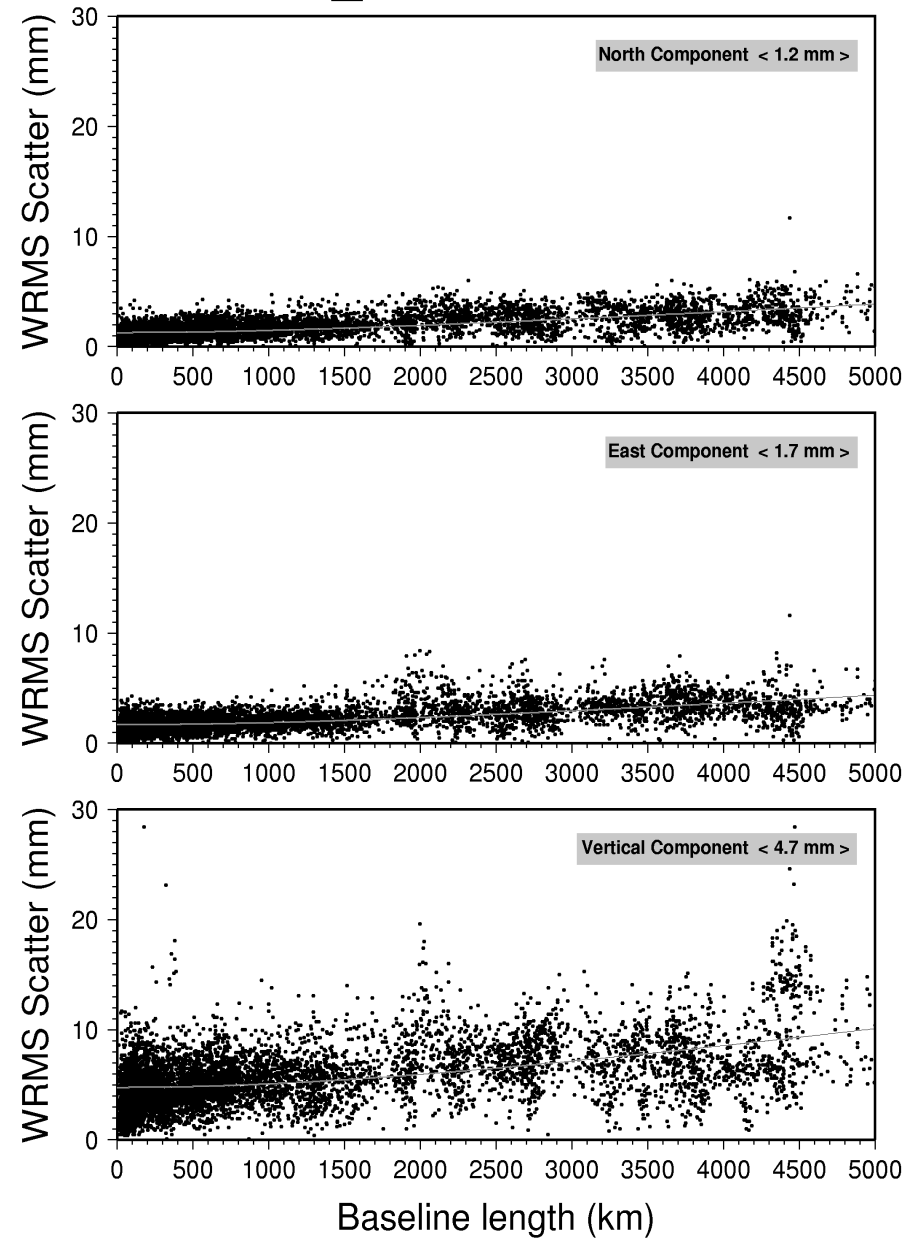 30
20
10
0
WRMS Scatter (mm)
North Component < 1.2 mm >
0 500 1000 1500 2000 2500 3000 3500 4000 4500 5000
30
20
10
0
WRMS Scatter (mm)
East Component < 1.7 mm >
0 500 1000 1500 2000 2500 3000 3500 4000 4500 5000
30
20
10
0
WRMS Scatter (mm)
Vertical Component < 4.7 mm >
0 500 1000 1500 2000 2500 3000 3500 4000 4500 5000
Baseline length (km)